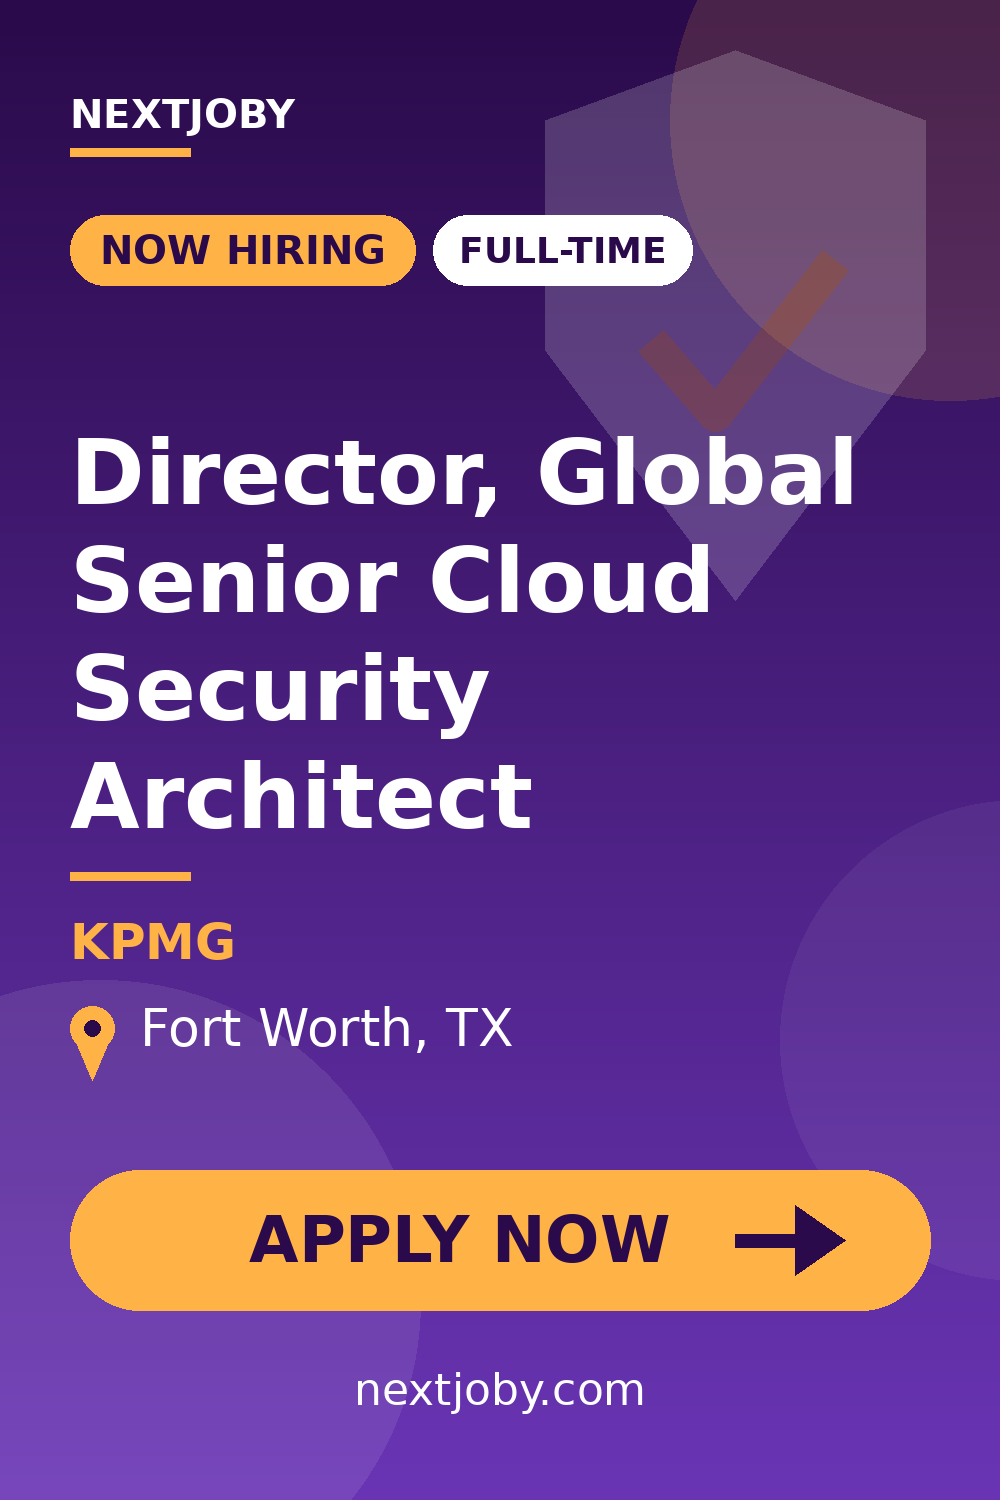 NEXTJOBY
NOW HIRING
FULL-TIME
Director, Global
Senior Cloud
Security
Architect
KPMG
Fort Worth, TX
APPLY NOW
nextjoby.com